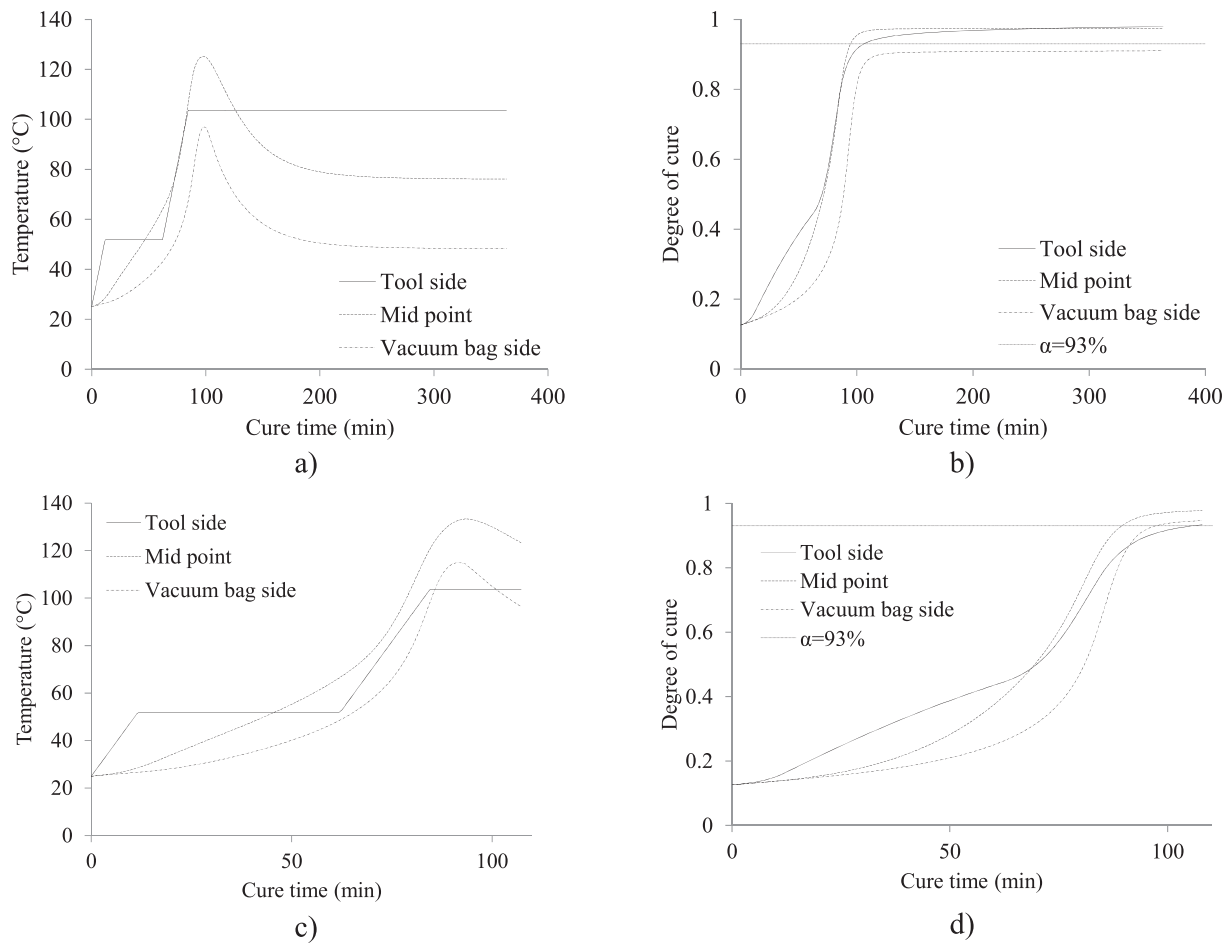 a)
140
120
100
80
60
40
20
0
Temperature (°C)
0 100 200 300 400
Cure time (min)
Tool side
Mid point
Vacuum bag side
b)
1
0.8
0.6
0.4
0.2
0
Degree of cure
0 100 200 300 400
Cure time (min)
Tool side
Mid point
Vacuum bag side
α=93%
c)
140
120
100
80
60
40
20
0
Temperature (°C)
0 50 100
Cure time (min)
Tool side
Mid point
Vacuum bag side
d)
1
0.8
0.6
0.4
0.2
0
Degree of cure
0 50 100
Cure time (min)
Tool side
Mid point
Vacuum bag side
α=93%